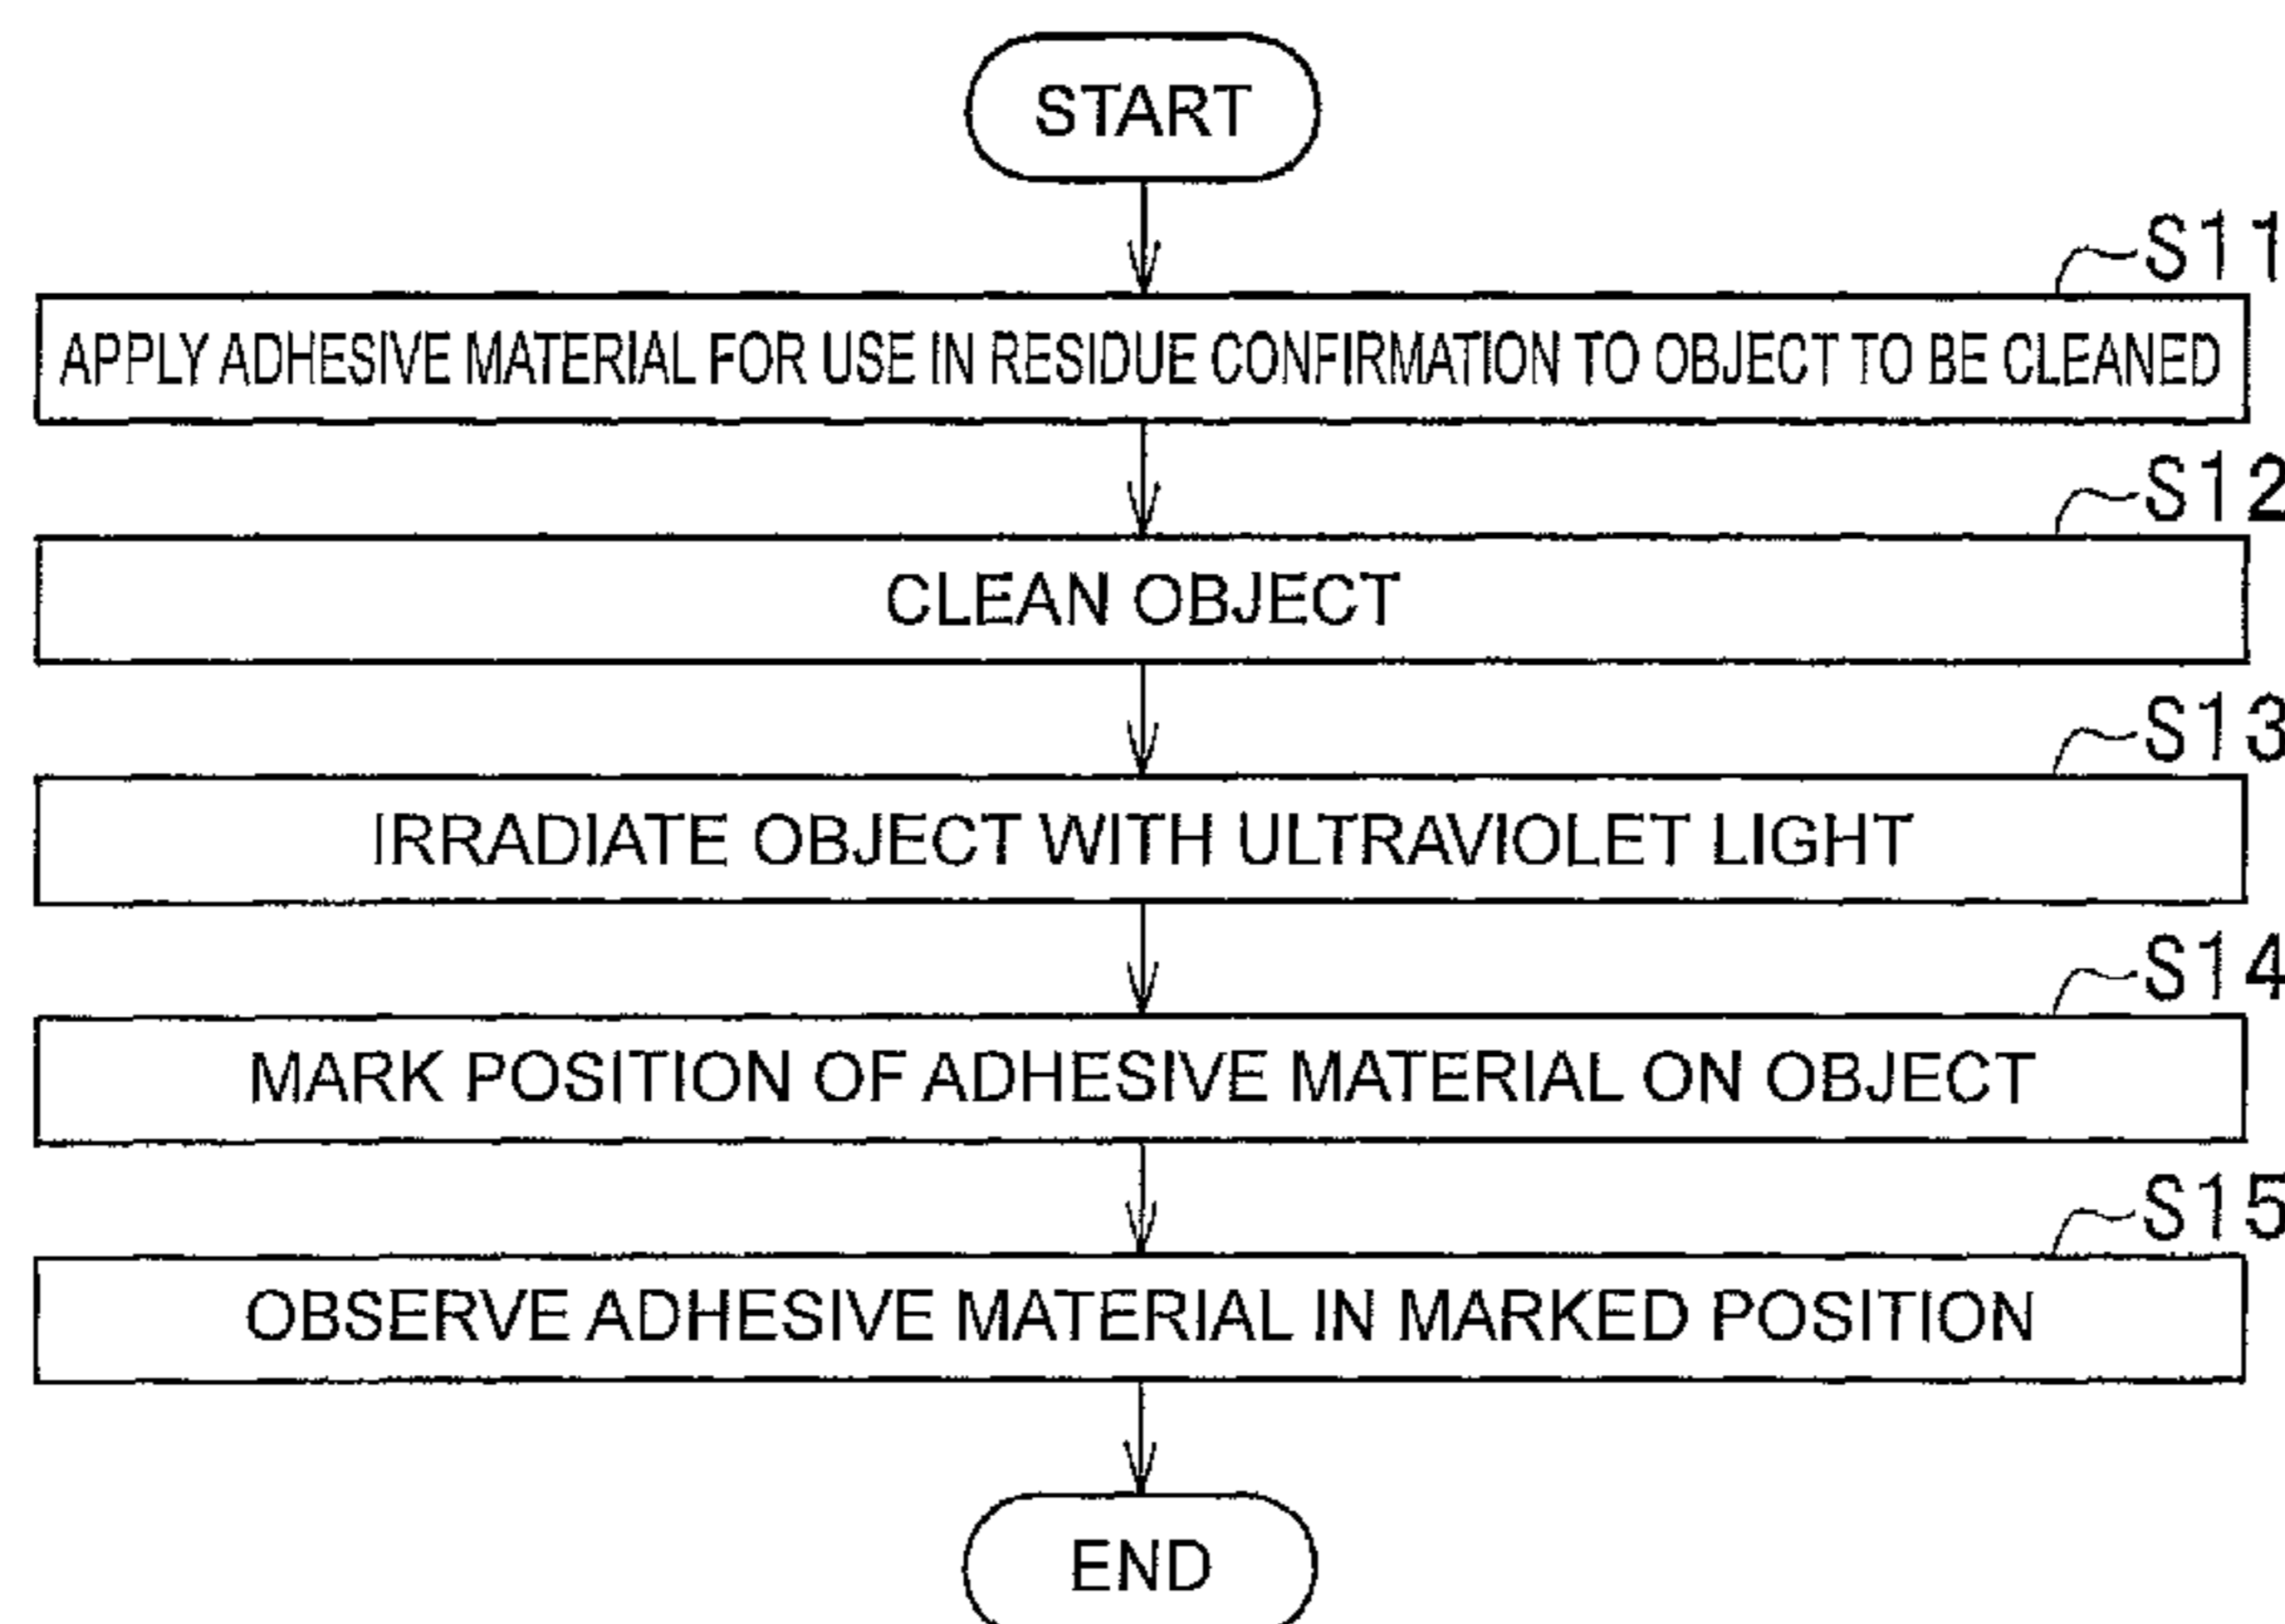 START
S11
APPLY ADHESIVE MATERIAL FOR USE IN RESIDUE CONFIRMATION TO OBJECT TO BE CLEANED
S12
CLEAN OBJECT
S13
IRRADIATE OBJECT WITH ULTRAVIOLET LIGHT
S14
MARK POSITION OF ADHESIVE MATERIAL ON OBJECT
S15
OBSERVE ADHESIVE MATERIAL IN MARKED POSITION
END